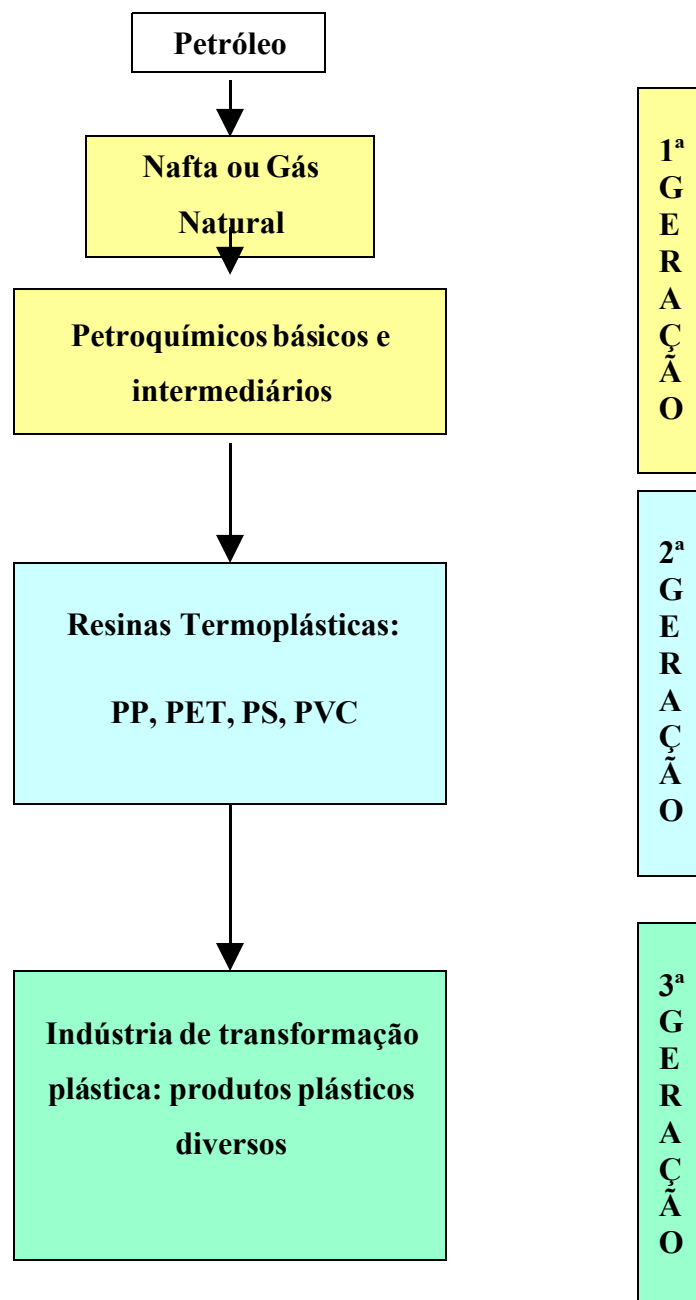 Petróleo
Nafta ou Gás
Natural
Petroquímicos básicos e
intermediários
Resinas Termoplásticas:
PP, PET, PS, PVC
Indústria de transformação
plástica: produtos plásticos
diversos
1ª
G
E
R
A
Ç
Ã
O
2ª
G
E
R
A
Ç
Ã
O
3ª
G
E
R
A
Ç
Ã
O